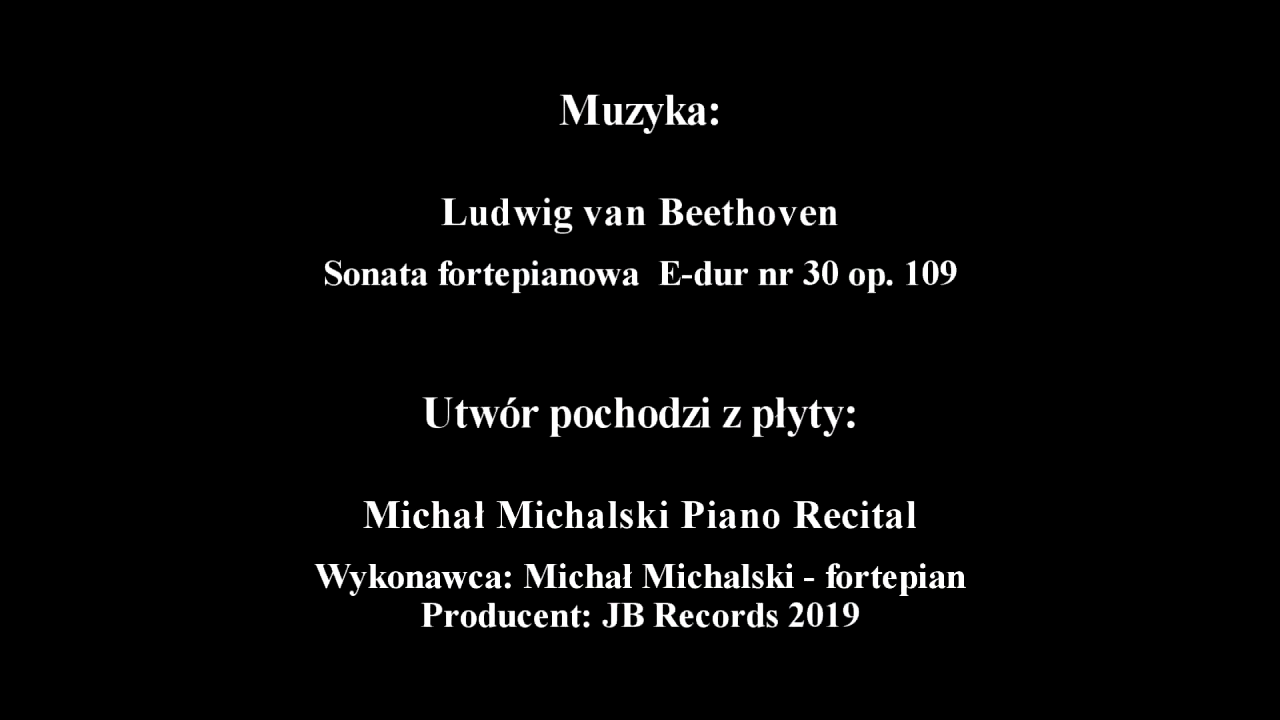 Muzyka:
Ludwig van Beethoven
Sonata fortepianowa  E-dur nr 30 op. 109
Utwór pochodzi z płyty:
Michał Michalski Piano Recital
Wykonawca: Michał Michalski - fortepian
Producent: JB Records 2019